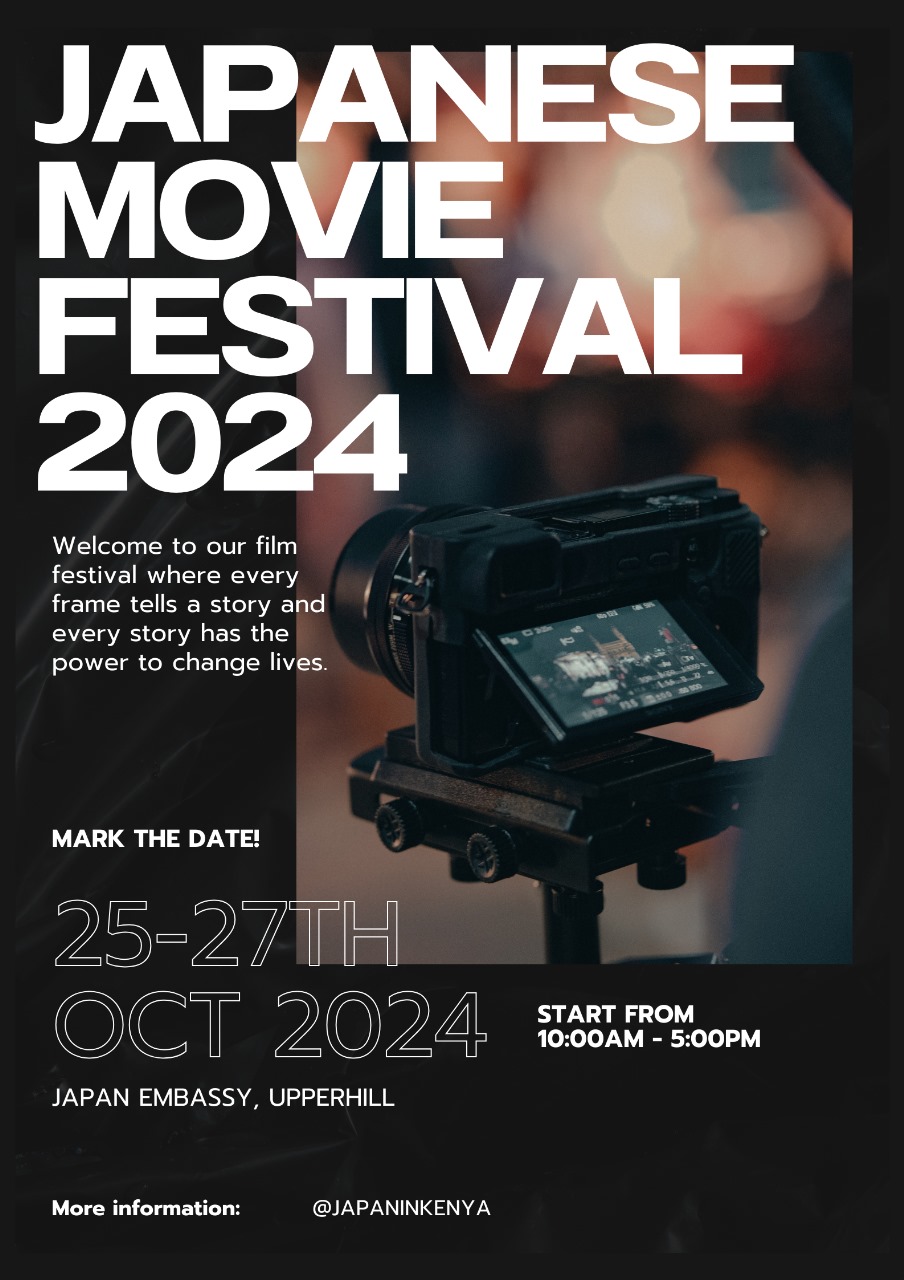 JAPANESE
MOVIE
FESTIVAL
2024
Welcome to our film
festival where every
frame tells a story and
every story has the
power to change lives.
MARK THE DATE!
25-27TH
OCT 2024
START FROM
10:00AM - 5:00PM
JAPAN EMBASSY, UPPERHILL
More information: @JAPANINKENYA